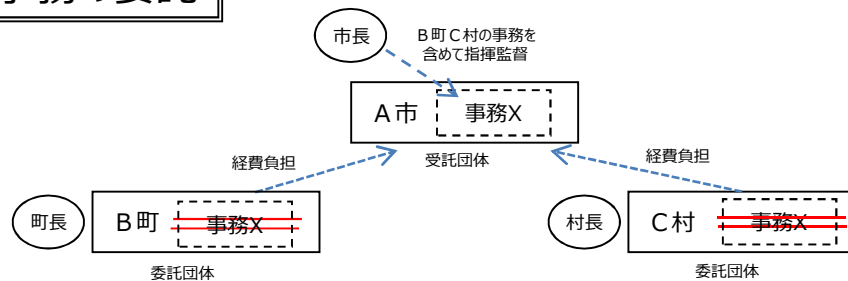 事務の委託
市長
B町C村の事務を
含めて指揮監督
A市
事務X
受託団体
経費負担
経費負担
町長
B町
事務X
委託団体
村長
C村
事務X
委託団体